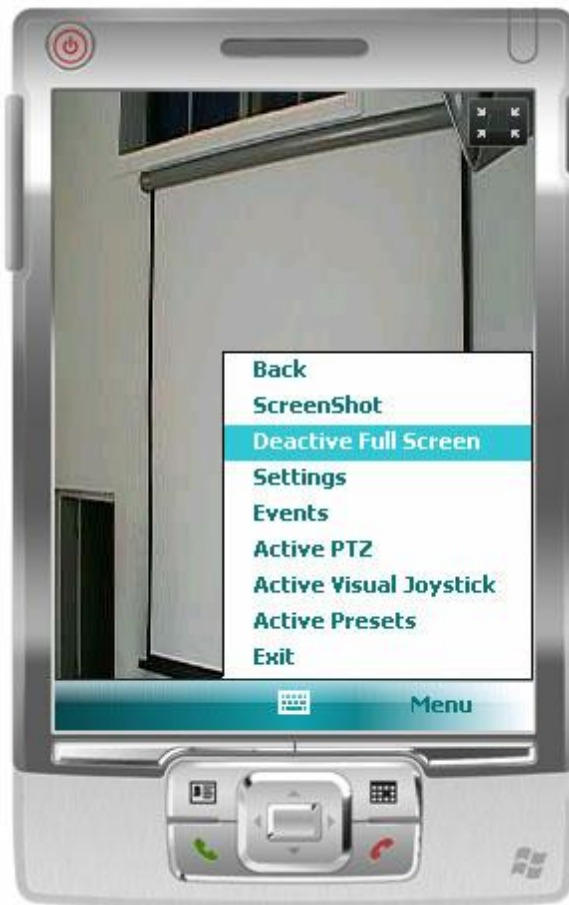 Back
ScreenShot
Deactive Full Screen
Settings
Events
Active PTZ
Active Visual Joystick
Active Presets
Exit
Menu